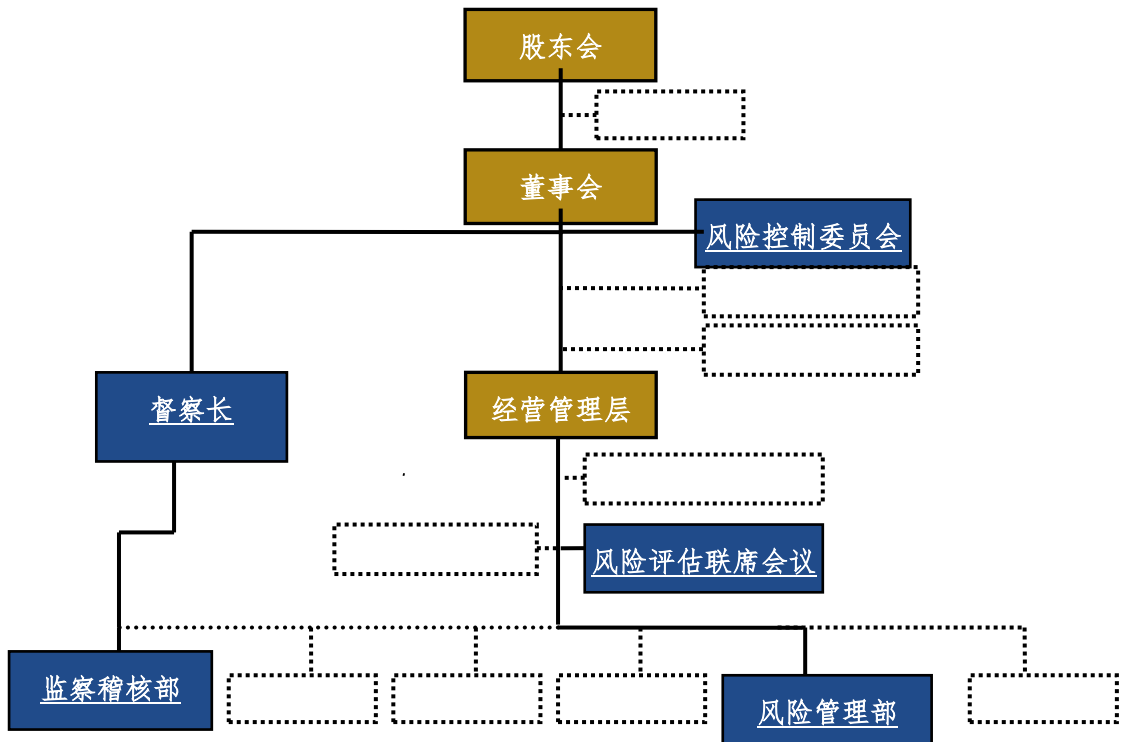 股东会
董事会
风险控制委员会
督察长
经营管理层
风险评估联席会议
监察稽核部
风险管理部